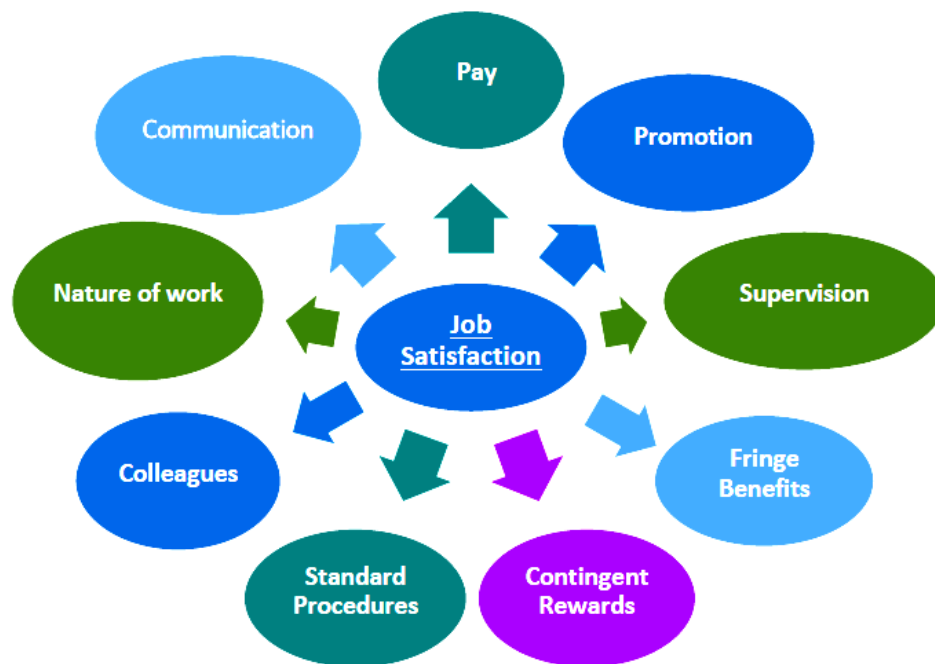 Pay
Communication
Promotion
Nature of work
Supervision
Job
Satisfaction
Colleagues
Fringe
Benefits
Standard
Procedures
Contingent
Rewards